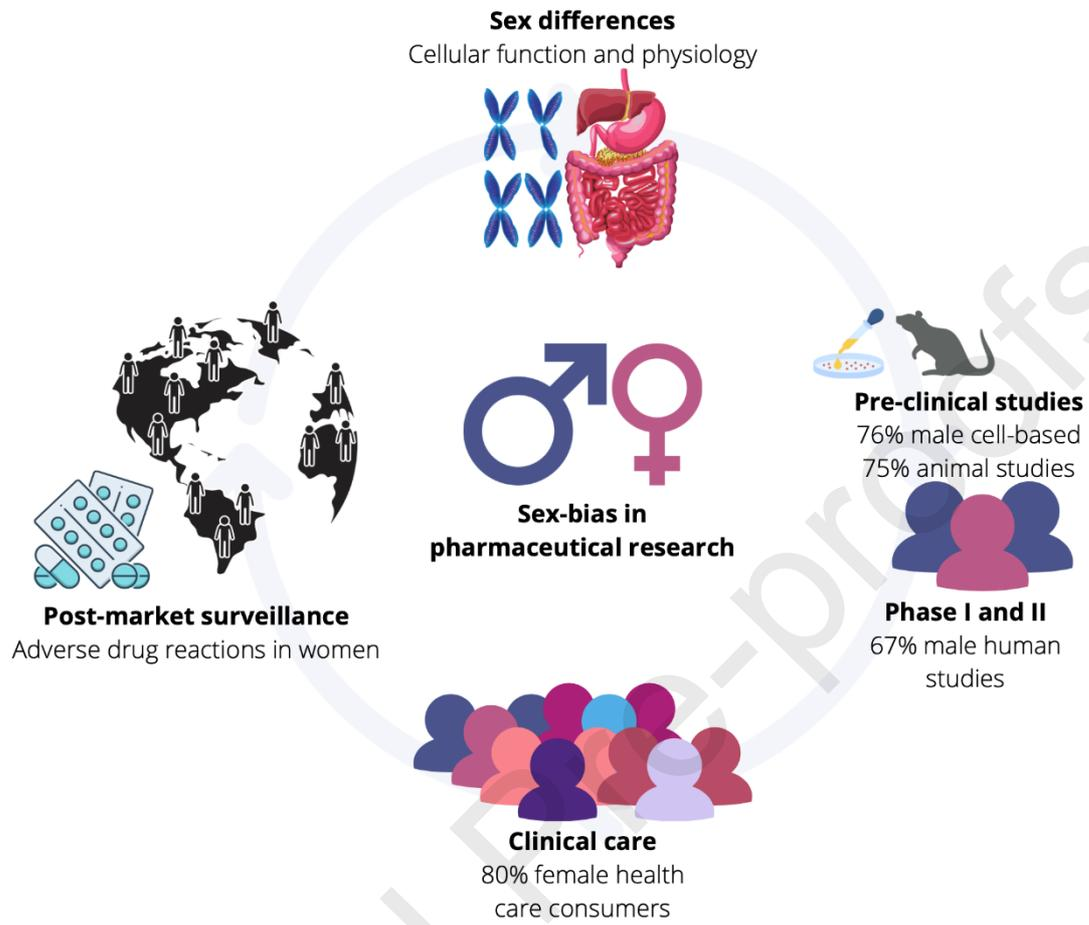 Sex differences
Cellular function and physiology
Pre-clinical studies
76% male cell-based
75% animal studies
Phase I and II
67% male human
studies
Clinical care
80% female health
care consumers
Post-market surveillance
Adverse drug reactions in women
Sex-bias in
pharmaceutical research
Pre-proofs